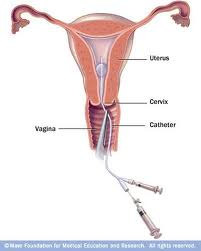 Uterus
Cervix
Vagina
Catheter
© Mayo Foundation for Medical Education and Research. All rights reserved.